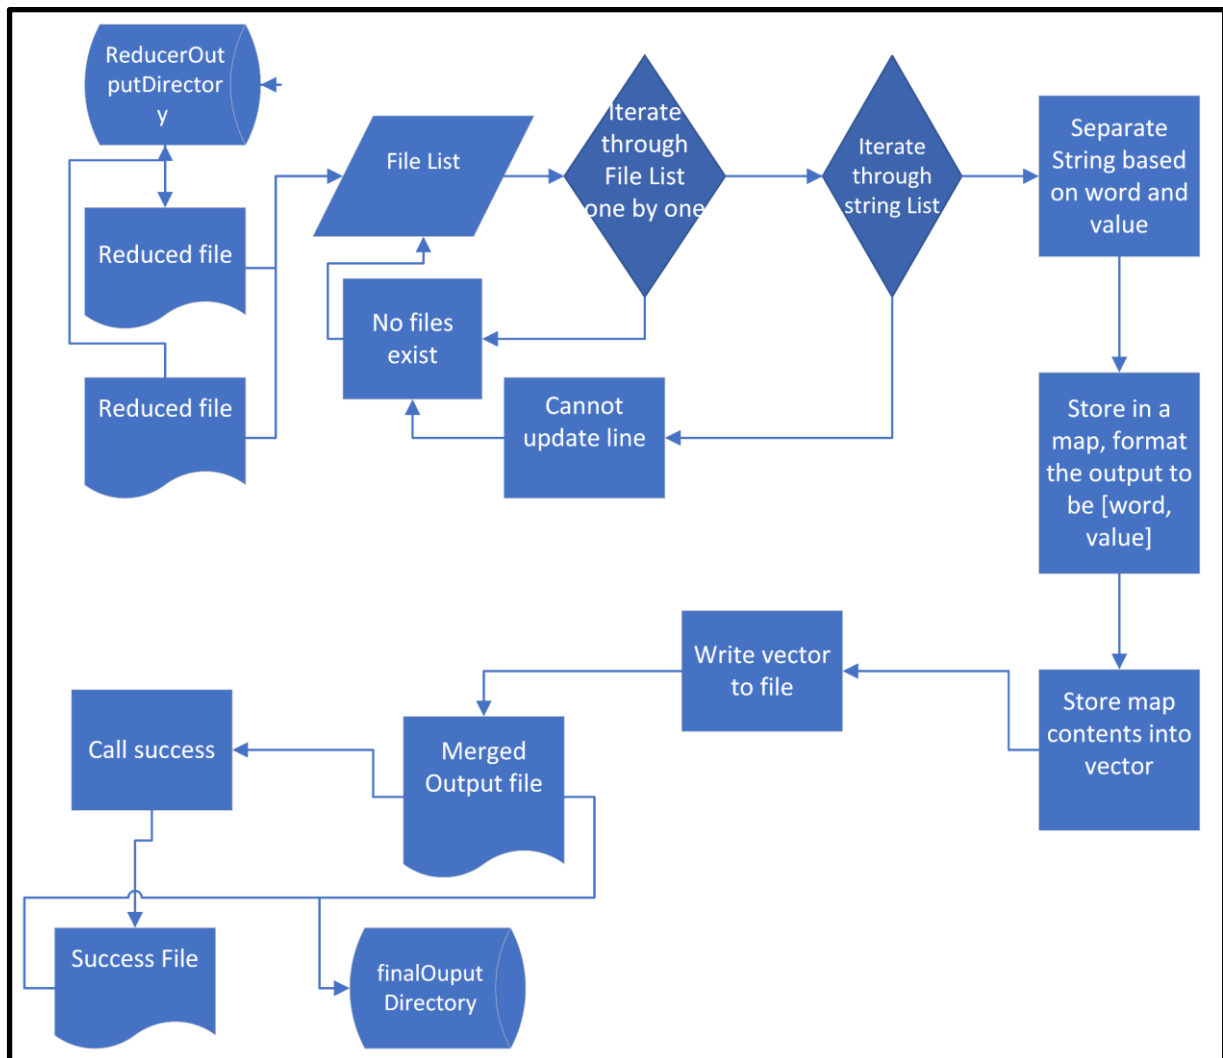 ReducerOut
putDirector
y
Reduced file
Reduced file
File List
Iterate
through
File List
one by one
Iterate
through
string List
Separate
String based
on word and
value
No files
exist
Cannot
update line
Store in a
map, format
the output to
be [word,
value]
Store map
contents into
vector
Write vector
to file
Merged
Output file
Call success
Success File
finalOuput
Directory